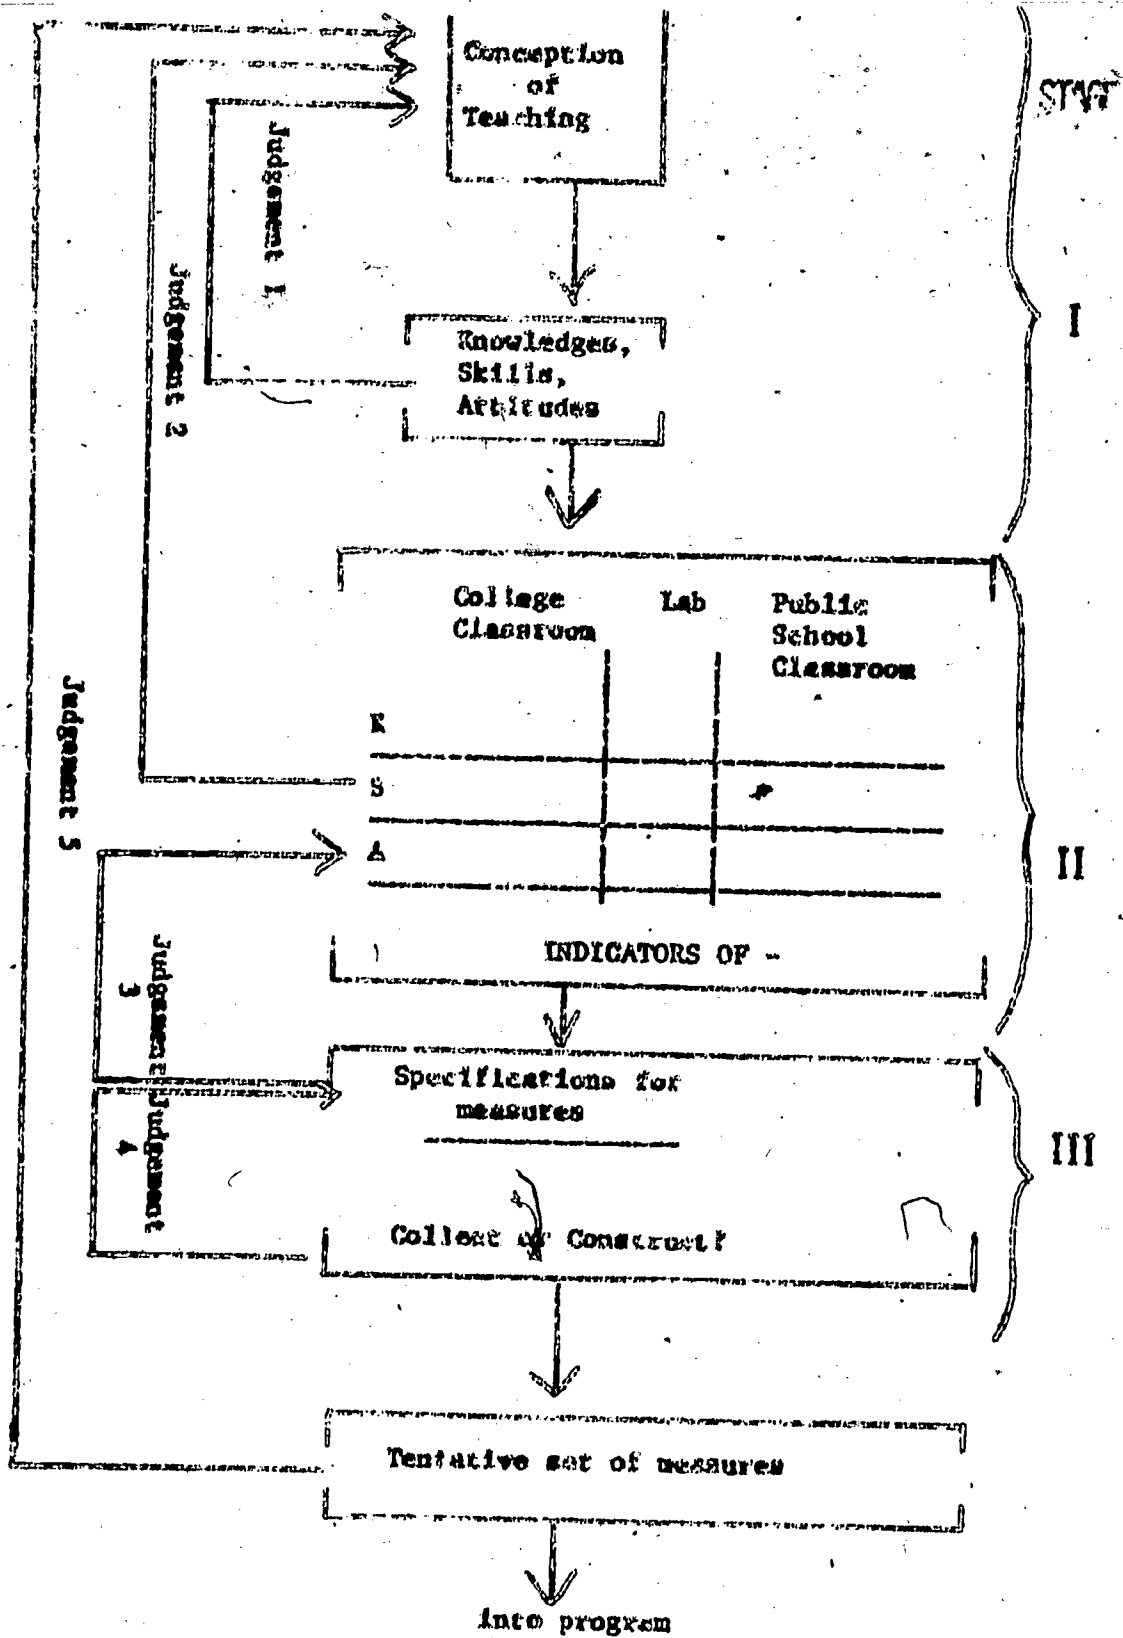 STAGE
Conception
of
Teaching
Judgement 1
Judgement 2
I
Knowledges,
Skills,
Attitudes
College
Classroom
Lab
Public
School
Classroom
K
S
A
Judgement 5
II
INDICATORS OF -
Judgement
3
Specifications for
measures
Judgement
4
III
Collect or Construct?
Tentative set of measures
into program